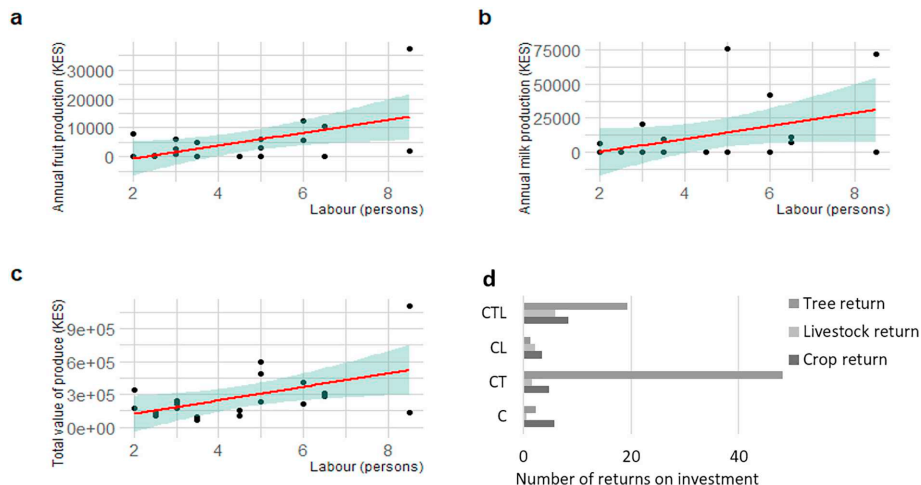 a
Annual fruit production (KES)
30000
20000
10000
0
2 4 6 8
Labour (persons)
b
Annual milk production (KES)
75000
50000
25000
0
2 4 6 8
Labour (persons)
c
Total value of produce (KES)
9e+05
6e+05
3e+05
0e+00
2 4 6 8
Labour (persons)
d
CTL
CL
CT
C
0 20 40
Number of returns on investment
Tree return
Livestock return
Crop return